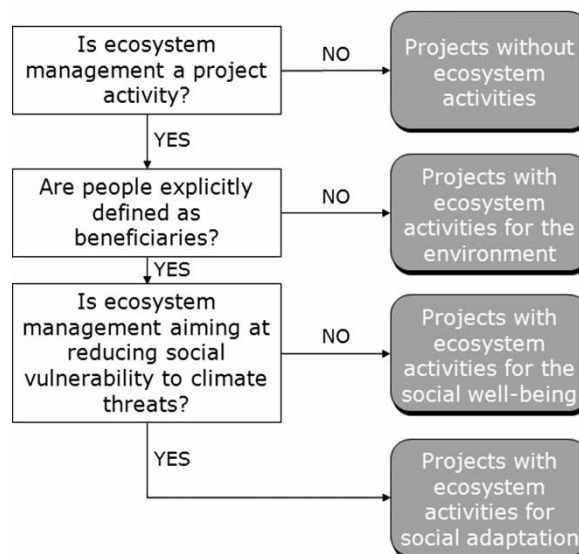 Is ecosystem
management a project
activity?
NO
Projects without
ecosystem
activities
YES
Are people explicitly
defined as
beneficiaries?
NO
Projects with
ecosystem
activities for the
environment
YES
Is ecosystem
management aiming at
reducing social
vulnerability to climate
threats?
NO
Projects with
ecosystem
activities for the
social well-being
YES
Projects with
ecosystem
activities for
social adaptation